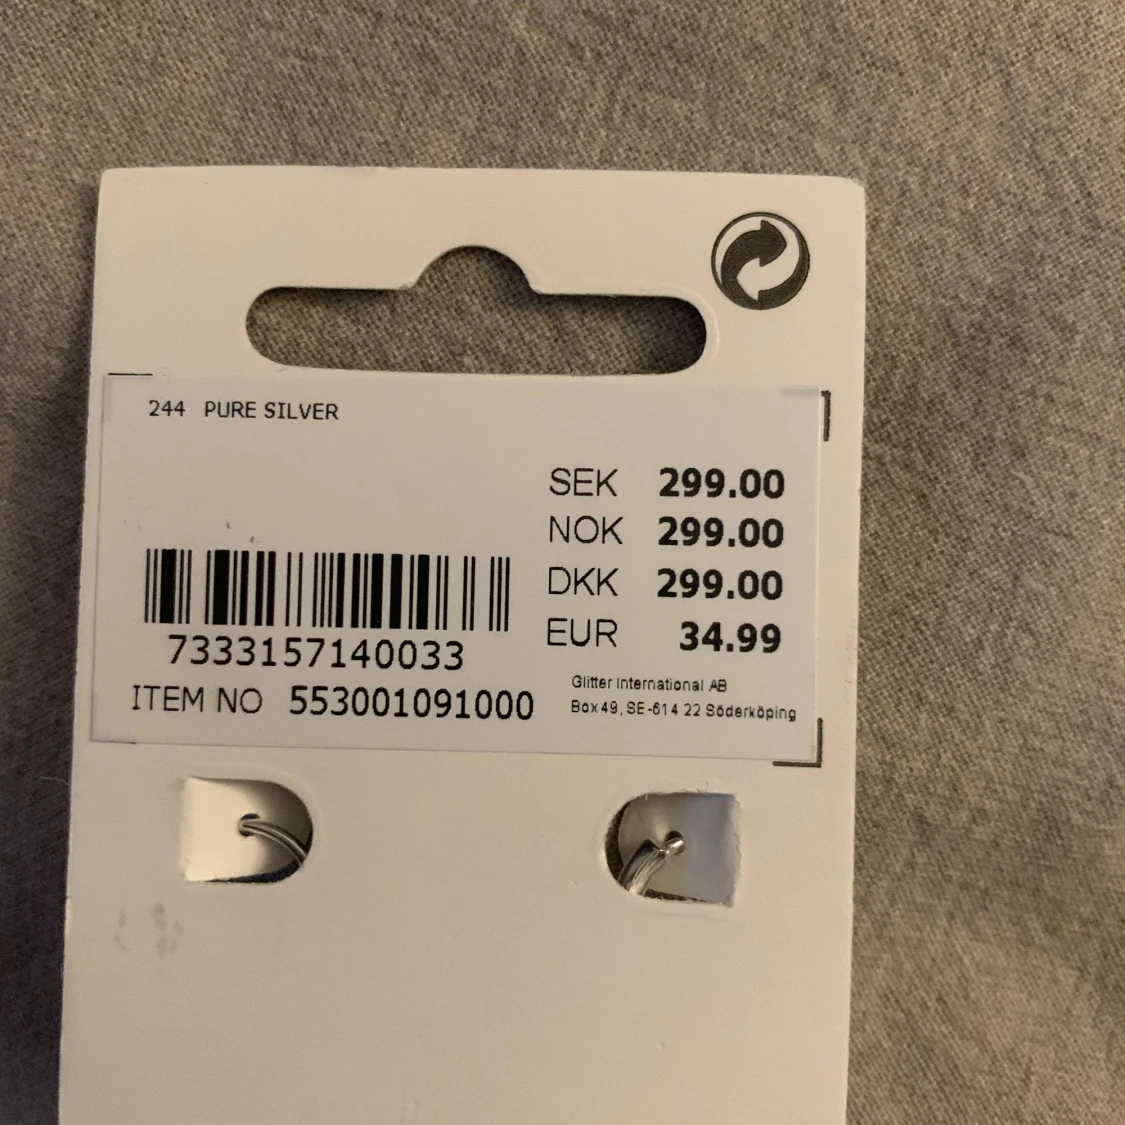 244 PURE SILVER
SEK 299.00
NOK 299.00
DKK 299.00
EUR 34.99
7333157140033
ITEM NO 553001091000
Glitter International AB
Box 49, SE-614 22 Söderköping